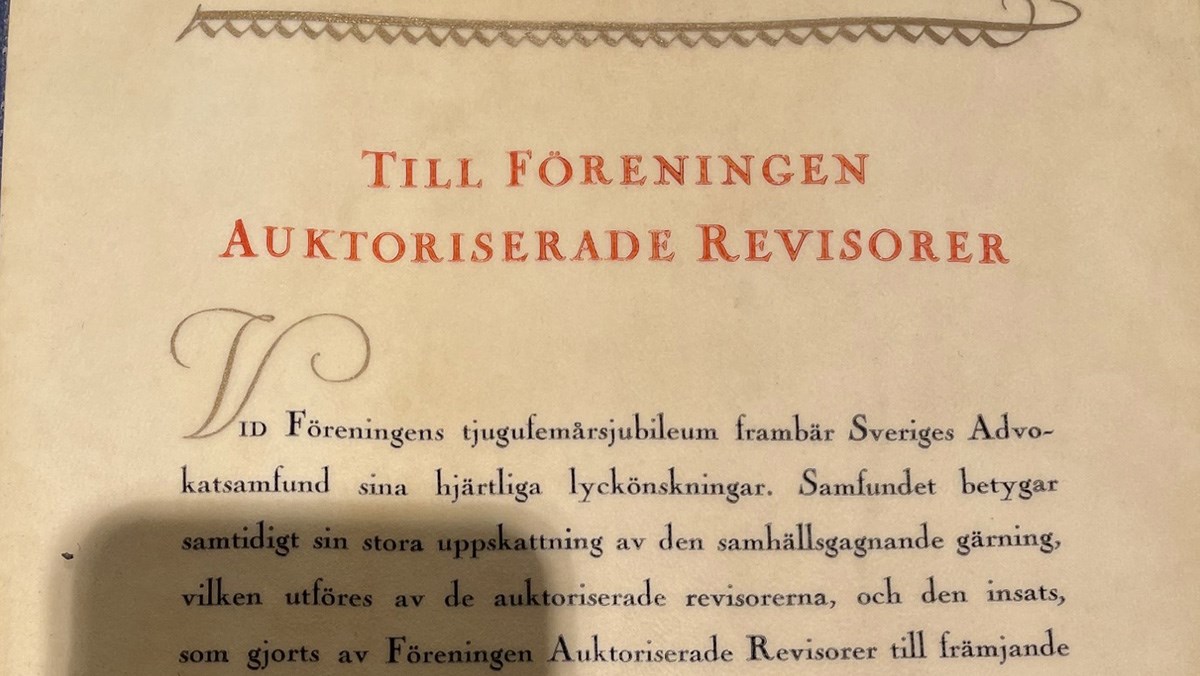 TILL FÖRENINGEN
AUKTORISERADE REVISORER
VID Föreningens tjugufemårsjubileum frambär Sveriges Advo-
katsamfund sina hjärtliga lyckönskningar. Samfundet betygar
samtidigt sin stora uppskattning av den samhällsgagnande gärning,
vilken utföres av de auktoriserade revisorerna, och den insats,
som gjorts av Föreningen Auktoriserade Revisorer till främjande